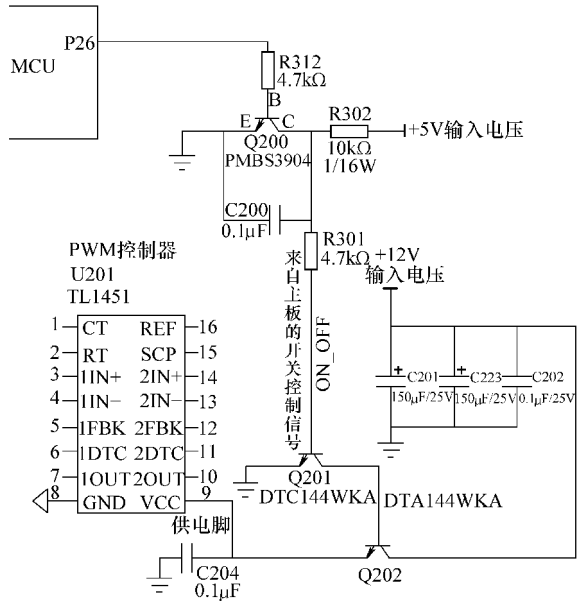 P26
MCU
R312
4.7kΩ
B
E
C
Q200
PMBS3904
R302
10kΩ
1/16W
+5V输入电压
C200
0.1μF
R301
4.7kΩ
来自主板的开关控制信号
ON_OFF
+12V
输入电压
PWM控制器
U201
TL1451
1 CT REF 16
2 RT SCP 15
3 1IN+ 2IN+ 14
4 1IN− 2IN− 13
5 1FBK 2FBK 12
6 1DTC 2DTC 11
7 1OUT 2OUT 10
8 GND VCC 9
供电脚
C201
150μF/25V
C223
150μF/25V
C202
0.1μF/25V
Q201
DTC144WKA
DTA144WKA
Q202
C204
0.1μF